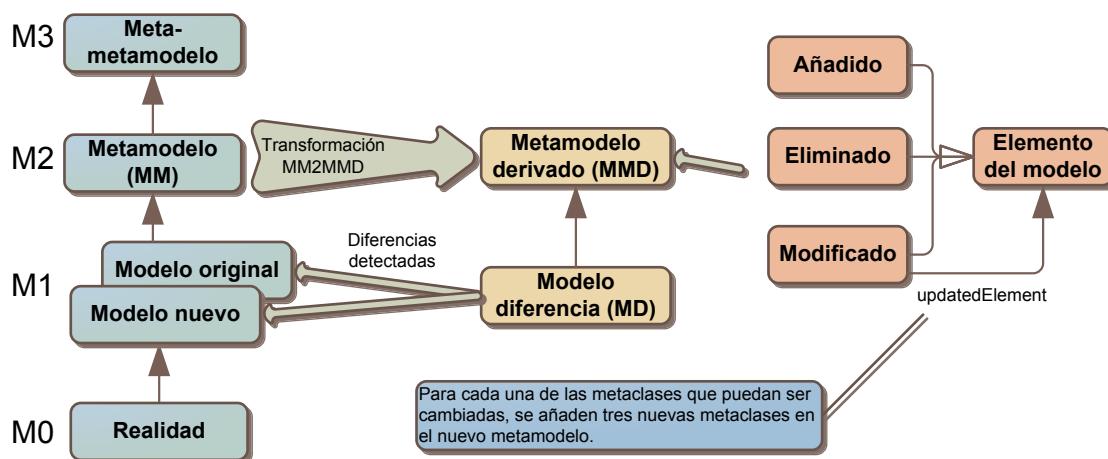 M3
Meta-
metamodelo
Añadido
M2
Metamodelo
(MM)
Transformación
MM2MMD
Metamodelo
derivado (MMD)
Eliminado
Elemento
del modelo
Diferencias
detectadas
Modificado
M1
Modelo original
Modelo nuevo
Modelo
diferencia (MD)
updatedElement
Para cada una de las metaclases que puedan ser
cambiadas, se añaden tres nuevas metaclases en
el nuevo metamodelo.
M0
Realidad